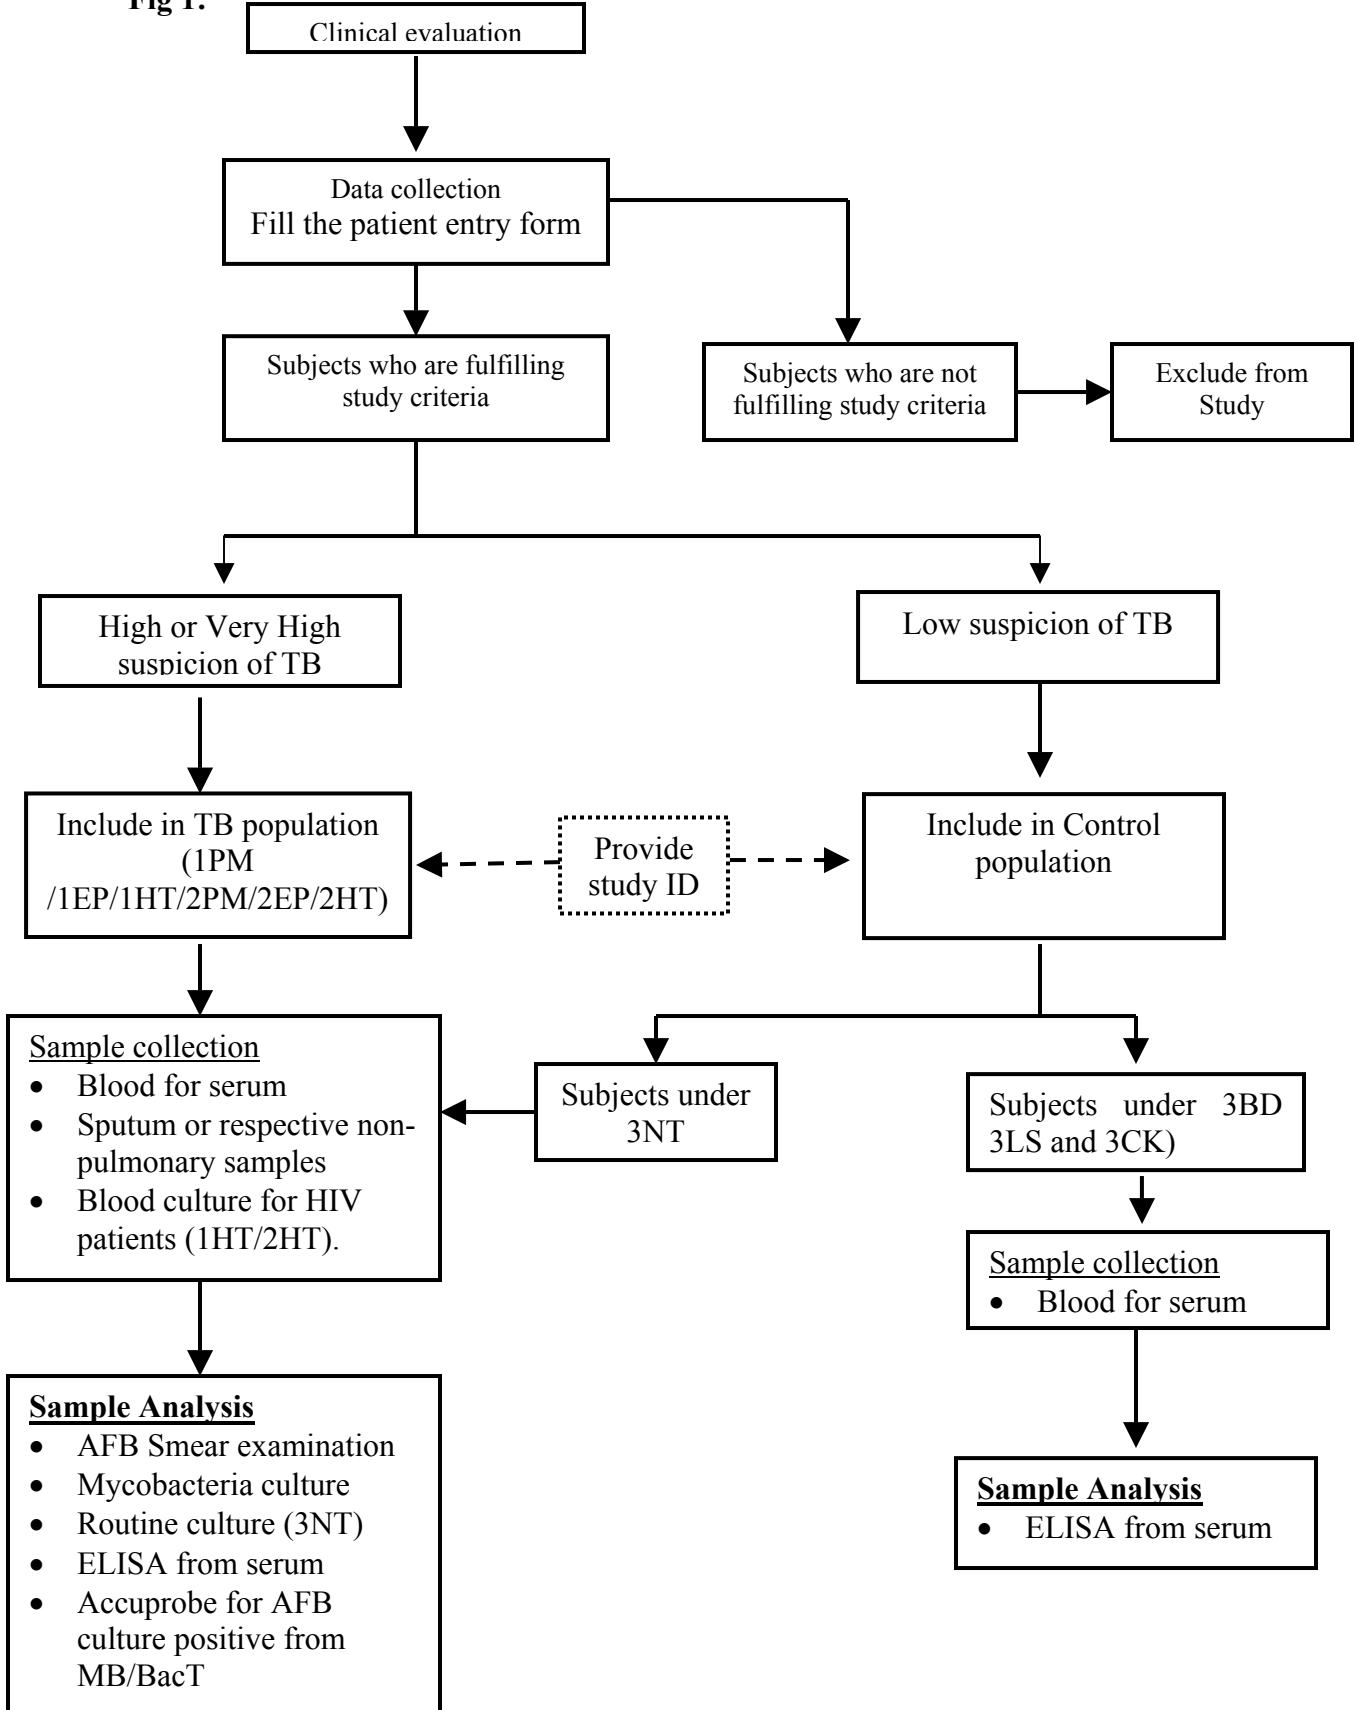 Fig 1.
Clinical evaluation
Data collection
Fill the patient entry form
Subjects who are fulfilling
study criteria
Subjects who are not
fulfilling study criteria
Exclude from
Study
High or Very High
suspicion of TB
Low suspicion of TB
Include in TB population
(1PM
/1EP/1HT/2PM/2EP/2HT)
Provide
study ID
Include in Control
population
Sample collection
• Blood for serum
• Sputum or respective non-
pulmonary samples
• Blood culture for HIV
patients (1HT/2HT).
Subjects under
3NT
Subjects under 3BD
3LS and 3CK)
Sample collection
• Blood for serum
Sample Analysis
• AFB Smear examination
• Mycobacteria culture
• Routine culture (3NT)
• ELISA from serum
• Accuprobe for AFB
culture positive from
MB/BacT
Sample Analysis
• ELISA from serum